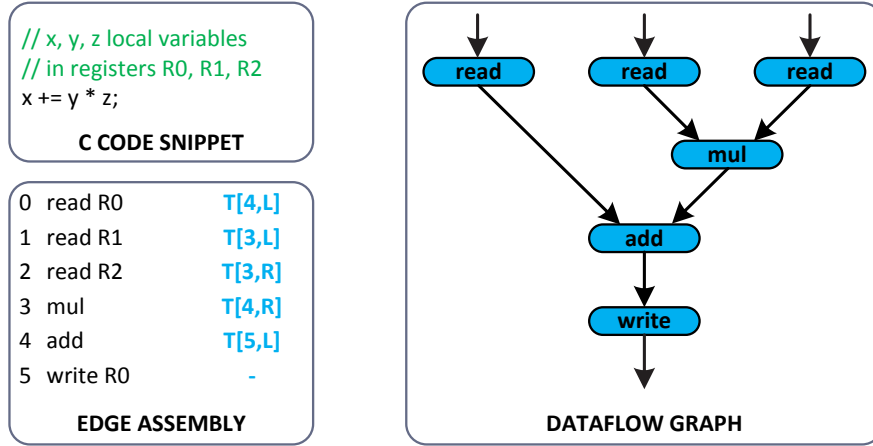 // x, y, z local variables
// in registers R0, R1, R2
x += y * z;
C CODE SNIPPET
0 read R0 T[4,L]
1 read R1 T[3,L]
2 read R2 T[3,R]
3 mul T[4,R]
4 add T[5,L]
5 write R0 -
EDGE ASSEMBLY
read read read
mul
add
write
DATAFLOW GRAPH